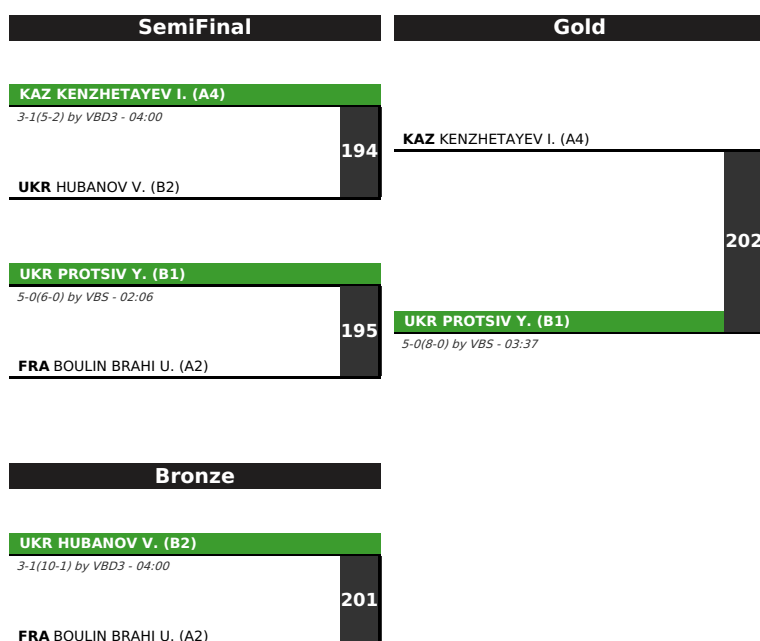 SemiFinal
KAZ KENZHETAYEV I. (A4)
3-1(5-2) by VBD3 - 04:00
194
UKR HUBANOV V. (B2)
UKR PROTSIV Y. (B1)
5-0(6-0) by VBS - 02:06
195
FRA BOULIN BRAHI U. (A2)
Gold
KAZ KENZHETAYEV I. (A4)
202
UKR PROTSIV Y. (B1)
5-0(8-0) by VBS - 03:37
Bronze
UKR HUBANOV V. (B2)
3-1(10-1) by VBD3 - 04:00
201
FRA BOULIN BRAHI U. (A2)